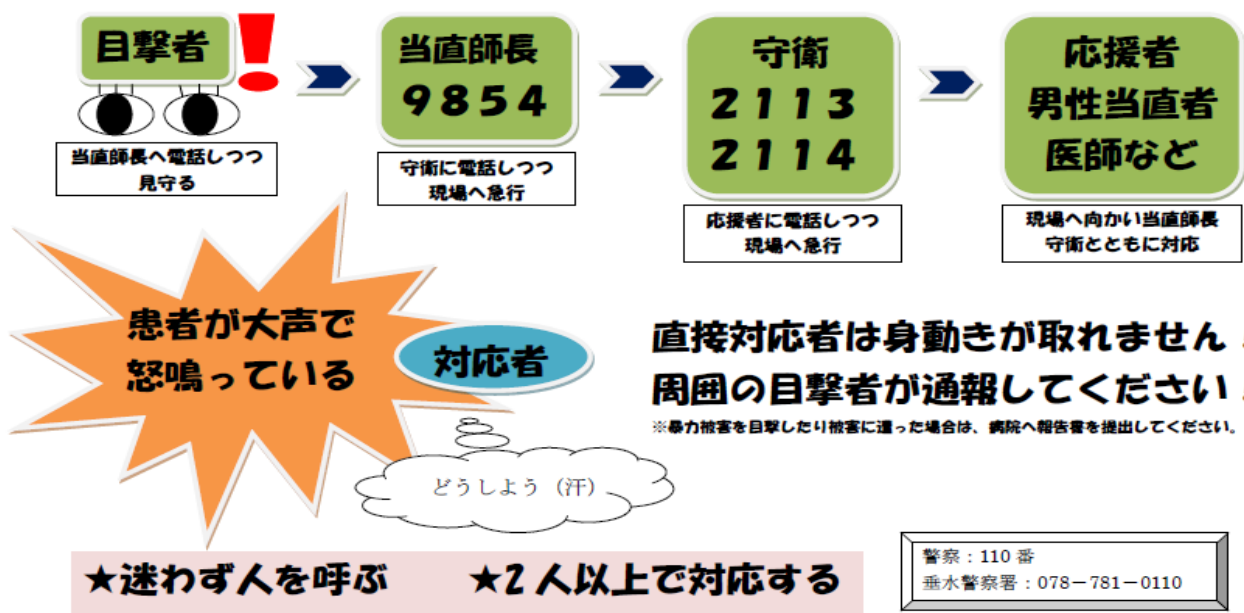 目撃者
!
当直師長へ電話しつつ
見守る
当直師長
9854
守衛に電話しつつ
現場へ急行
守衛
2113
2114
応援者に電話しつつ
現場へ急行
応援者
男性当直者
医師など
現場へ向かい当直師長
守衛とともに対応
患者が大声で
怒鳴っている
対応者
どうしよう（汗）
直接対応者は身動きが取れません
周囲の目撃者が通報してください
※暴力被害を目撃したり被害に遭った場合は、病院へ報告書を提出してください。
★迷わず人を呼ぶ ★2人以上で対応する
警察：110番
垂水警察署：078－781－0110